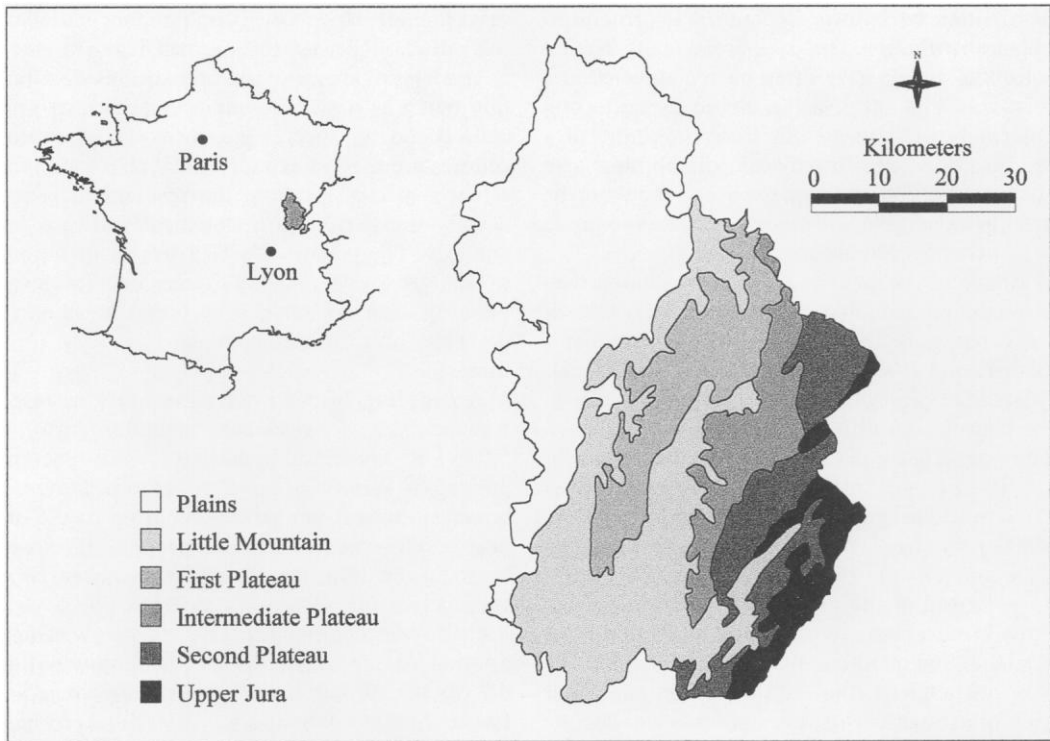 N
Paris
Kilometers
0 10 20 30
Lyon
Plains
Little Mountain
First Plateau
Intermediate Plateau
Second Plateau
Upper Jura